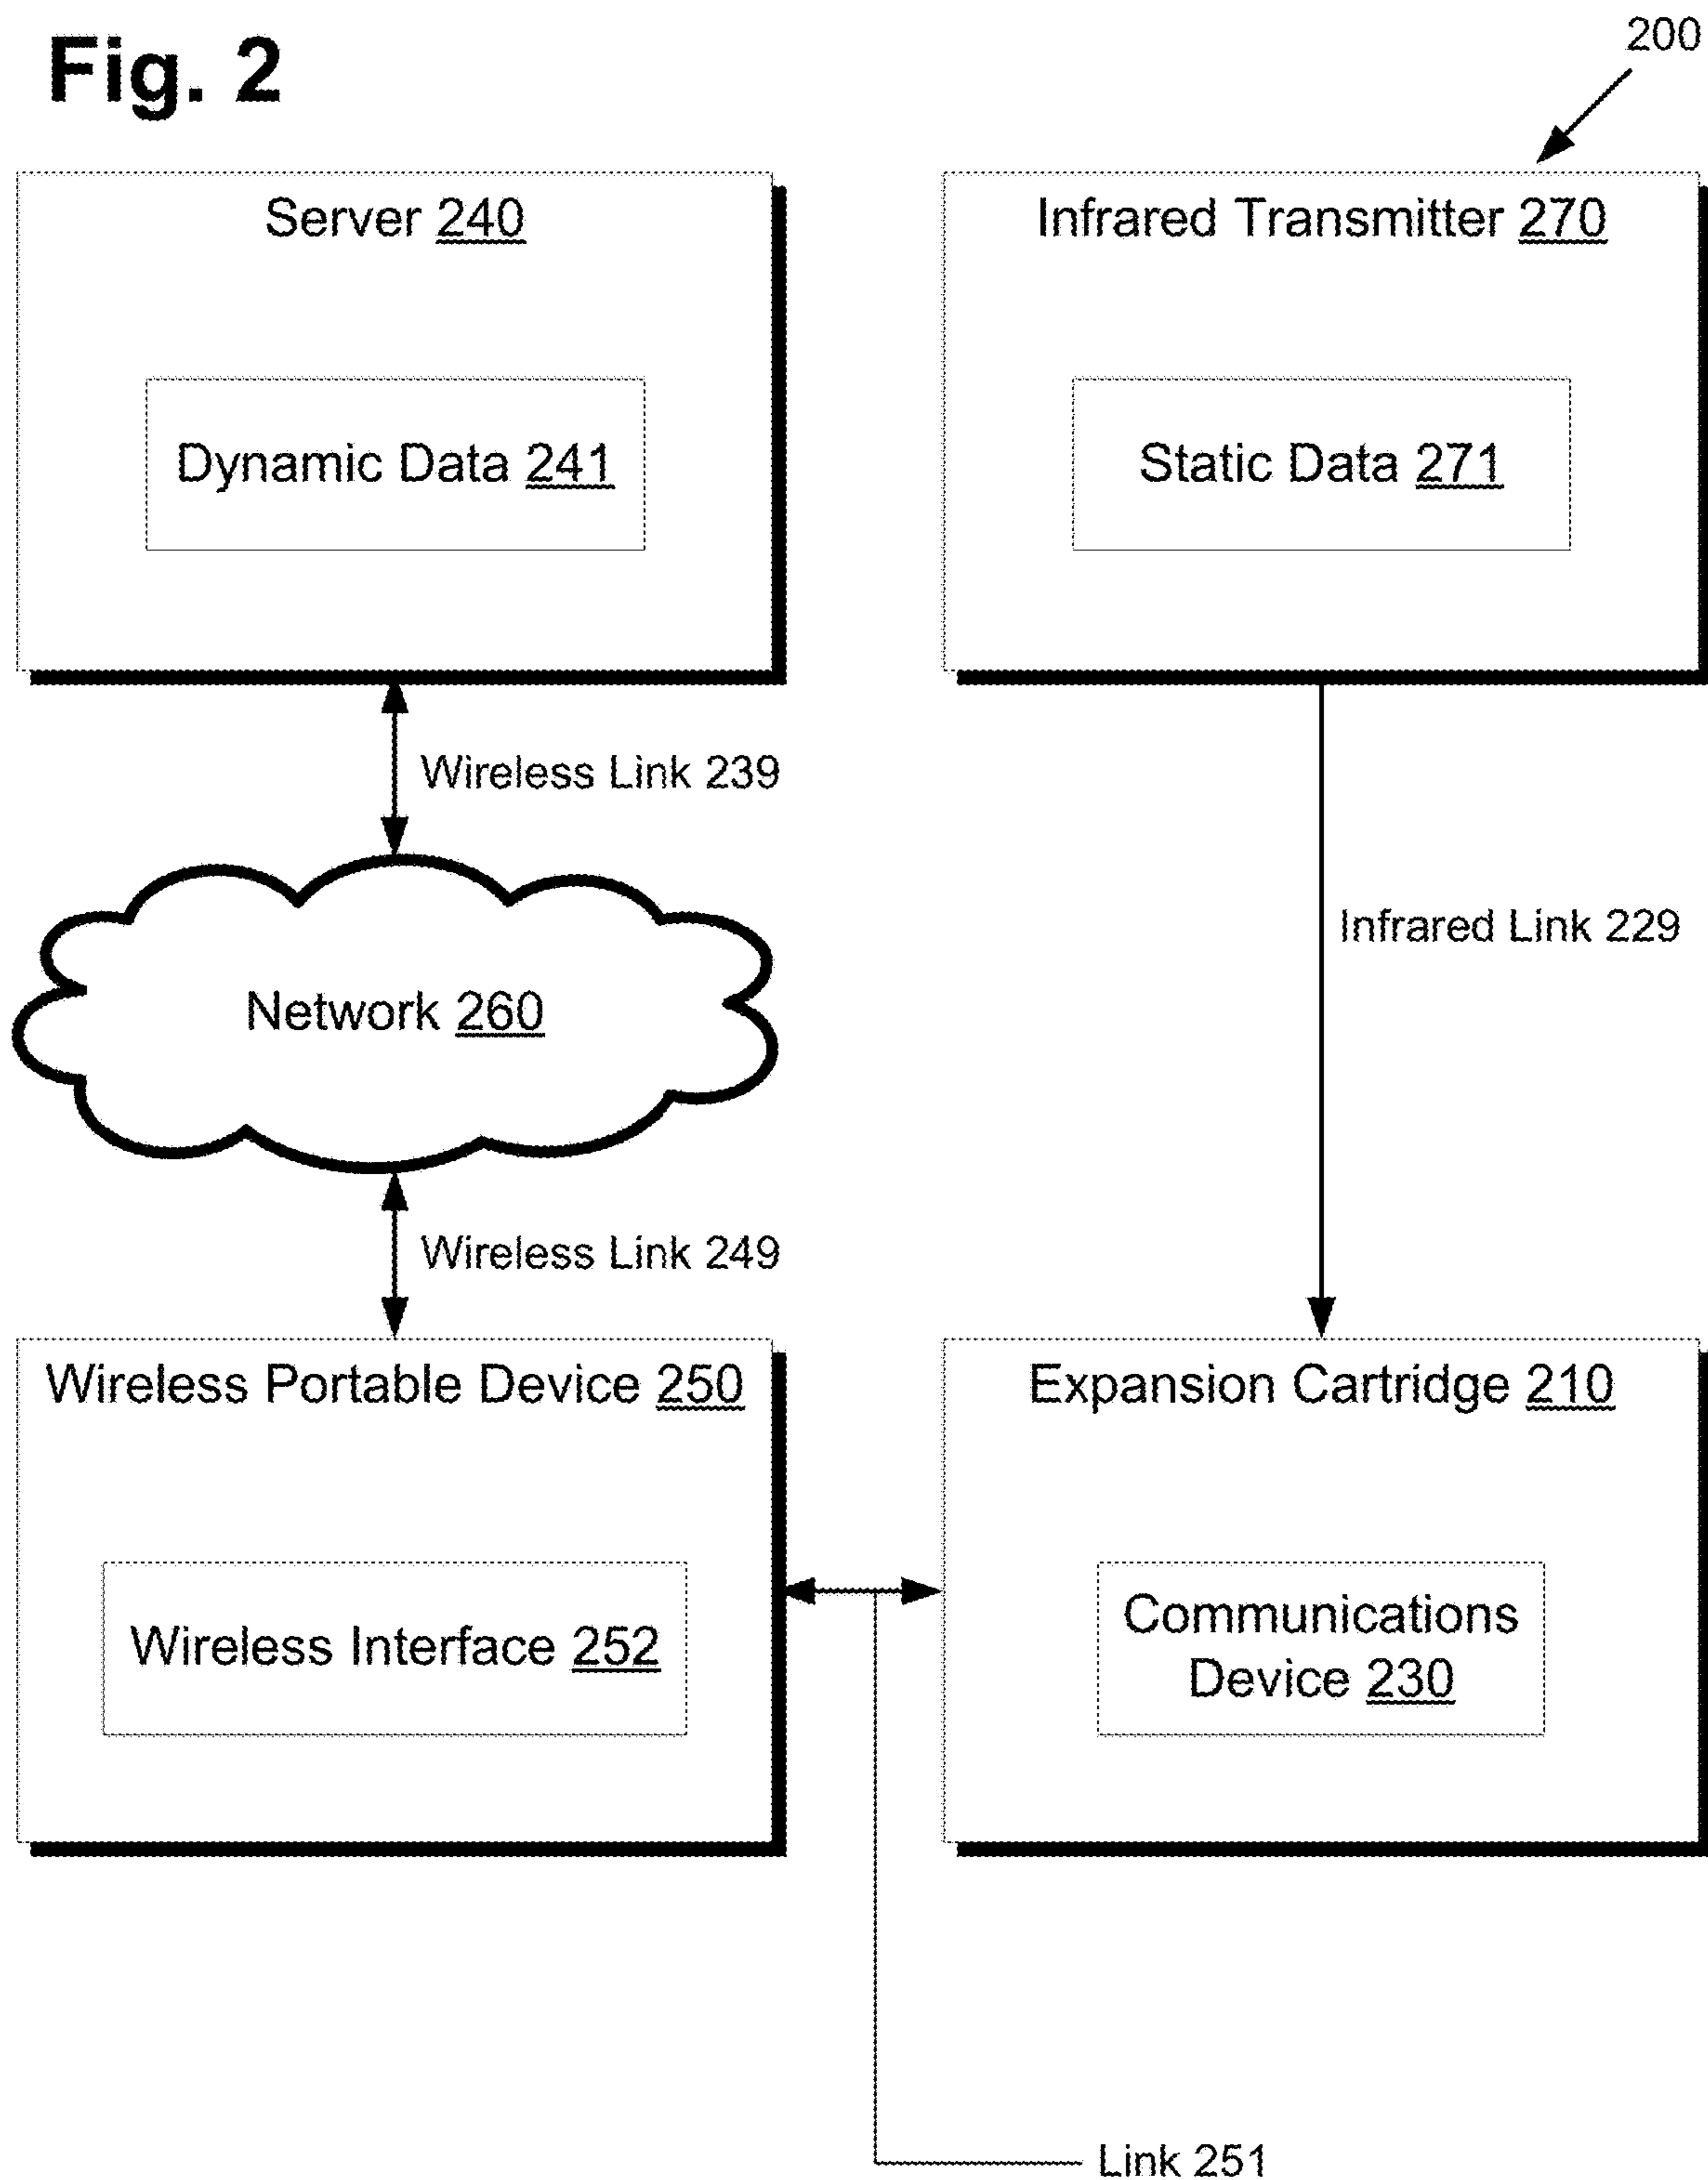 Fig. 2
200
Server 240
Infrared Transmitter 270
Dynamic Data 241
Static Data 271
Wireless Link 239
Infrared Link 229
Network 260
Wireless Link 249
Wireless Portable Device 250
Expansion Cartridge 210
Wireless Interface 252
Communications
Device 230
Link 251